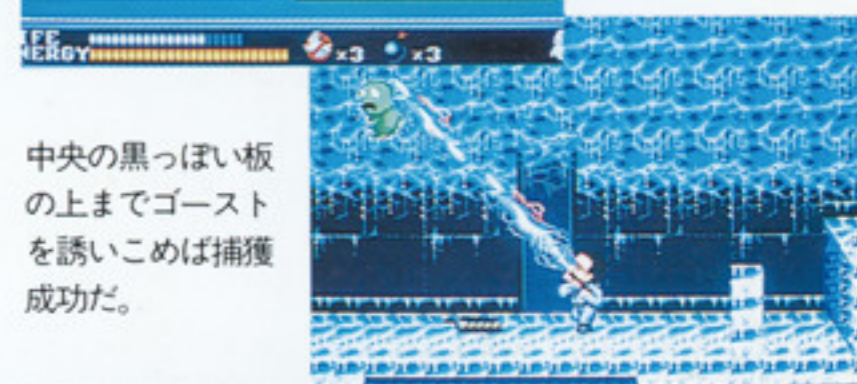 IFE
NERGY ×3 ×3
中央の黒っぽい板
の上までゴースト
を誘いこめば捕獲
成功だ。